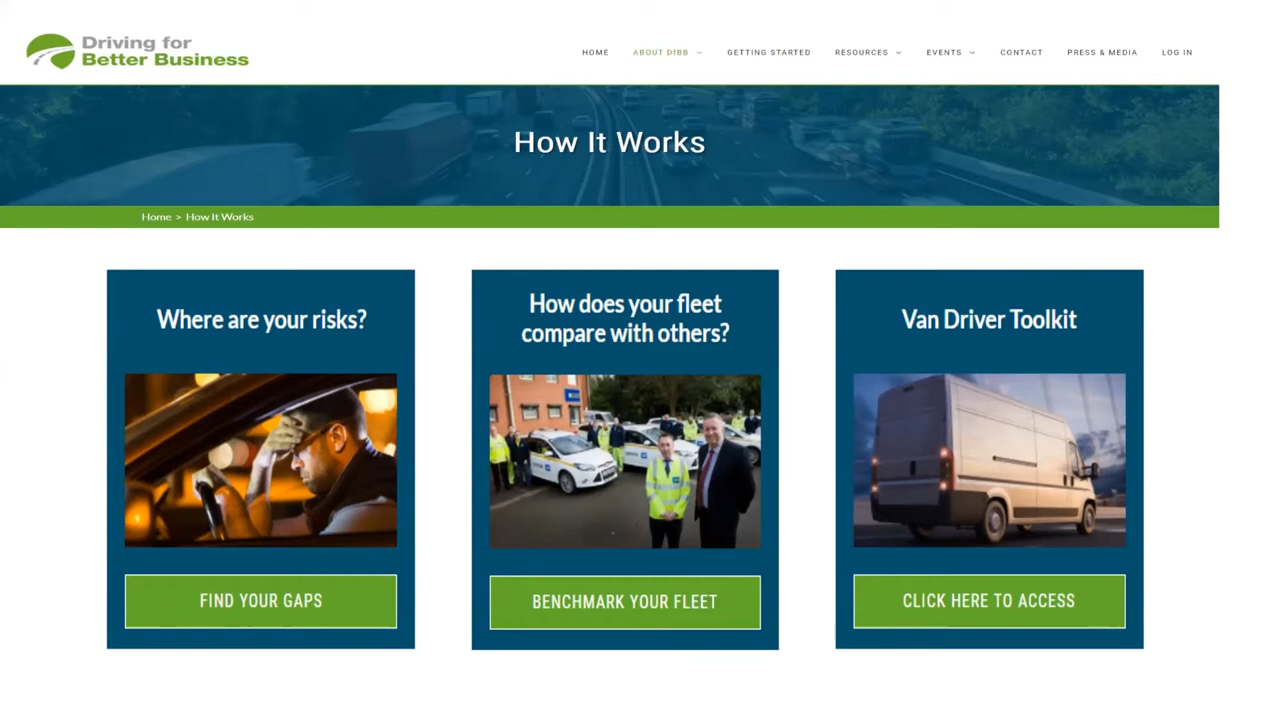 Driving for
Better Business
HOME ABOUT DfBB GETTING STARTED RESOURCES EVENTS CONTACT PRESS & MEDIA LOG IN
How It Works
Home > How It Works
Where are your risks?
FIND YOUR GAPS
How does your fleet
compare with others?
BENCHMARK YOUR FLEET
Van Driver Toolkit
CLICK HERE TO ACCESS